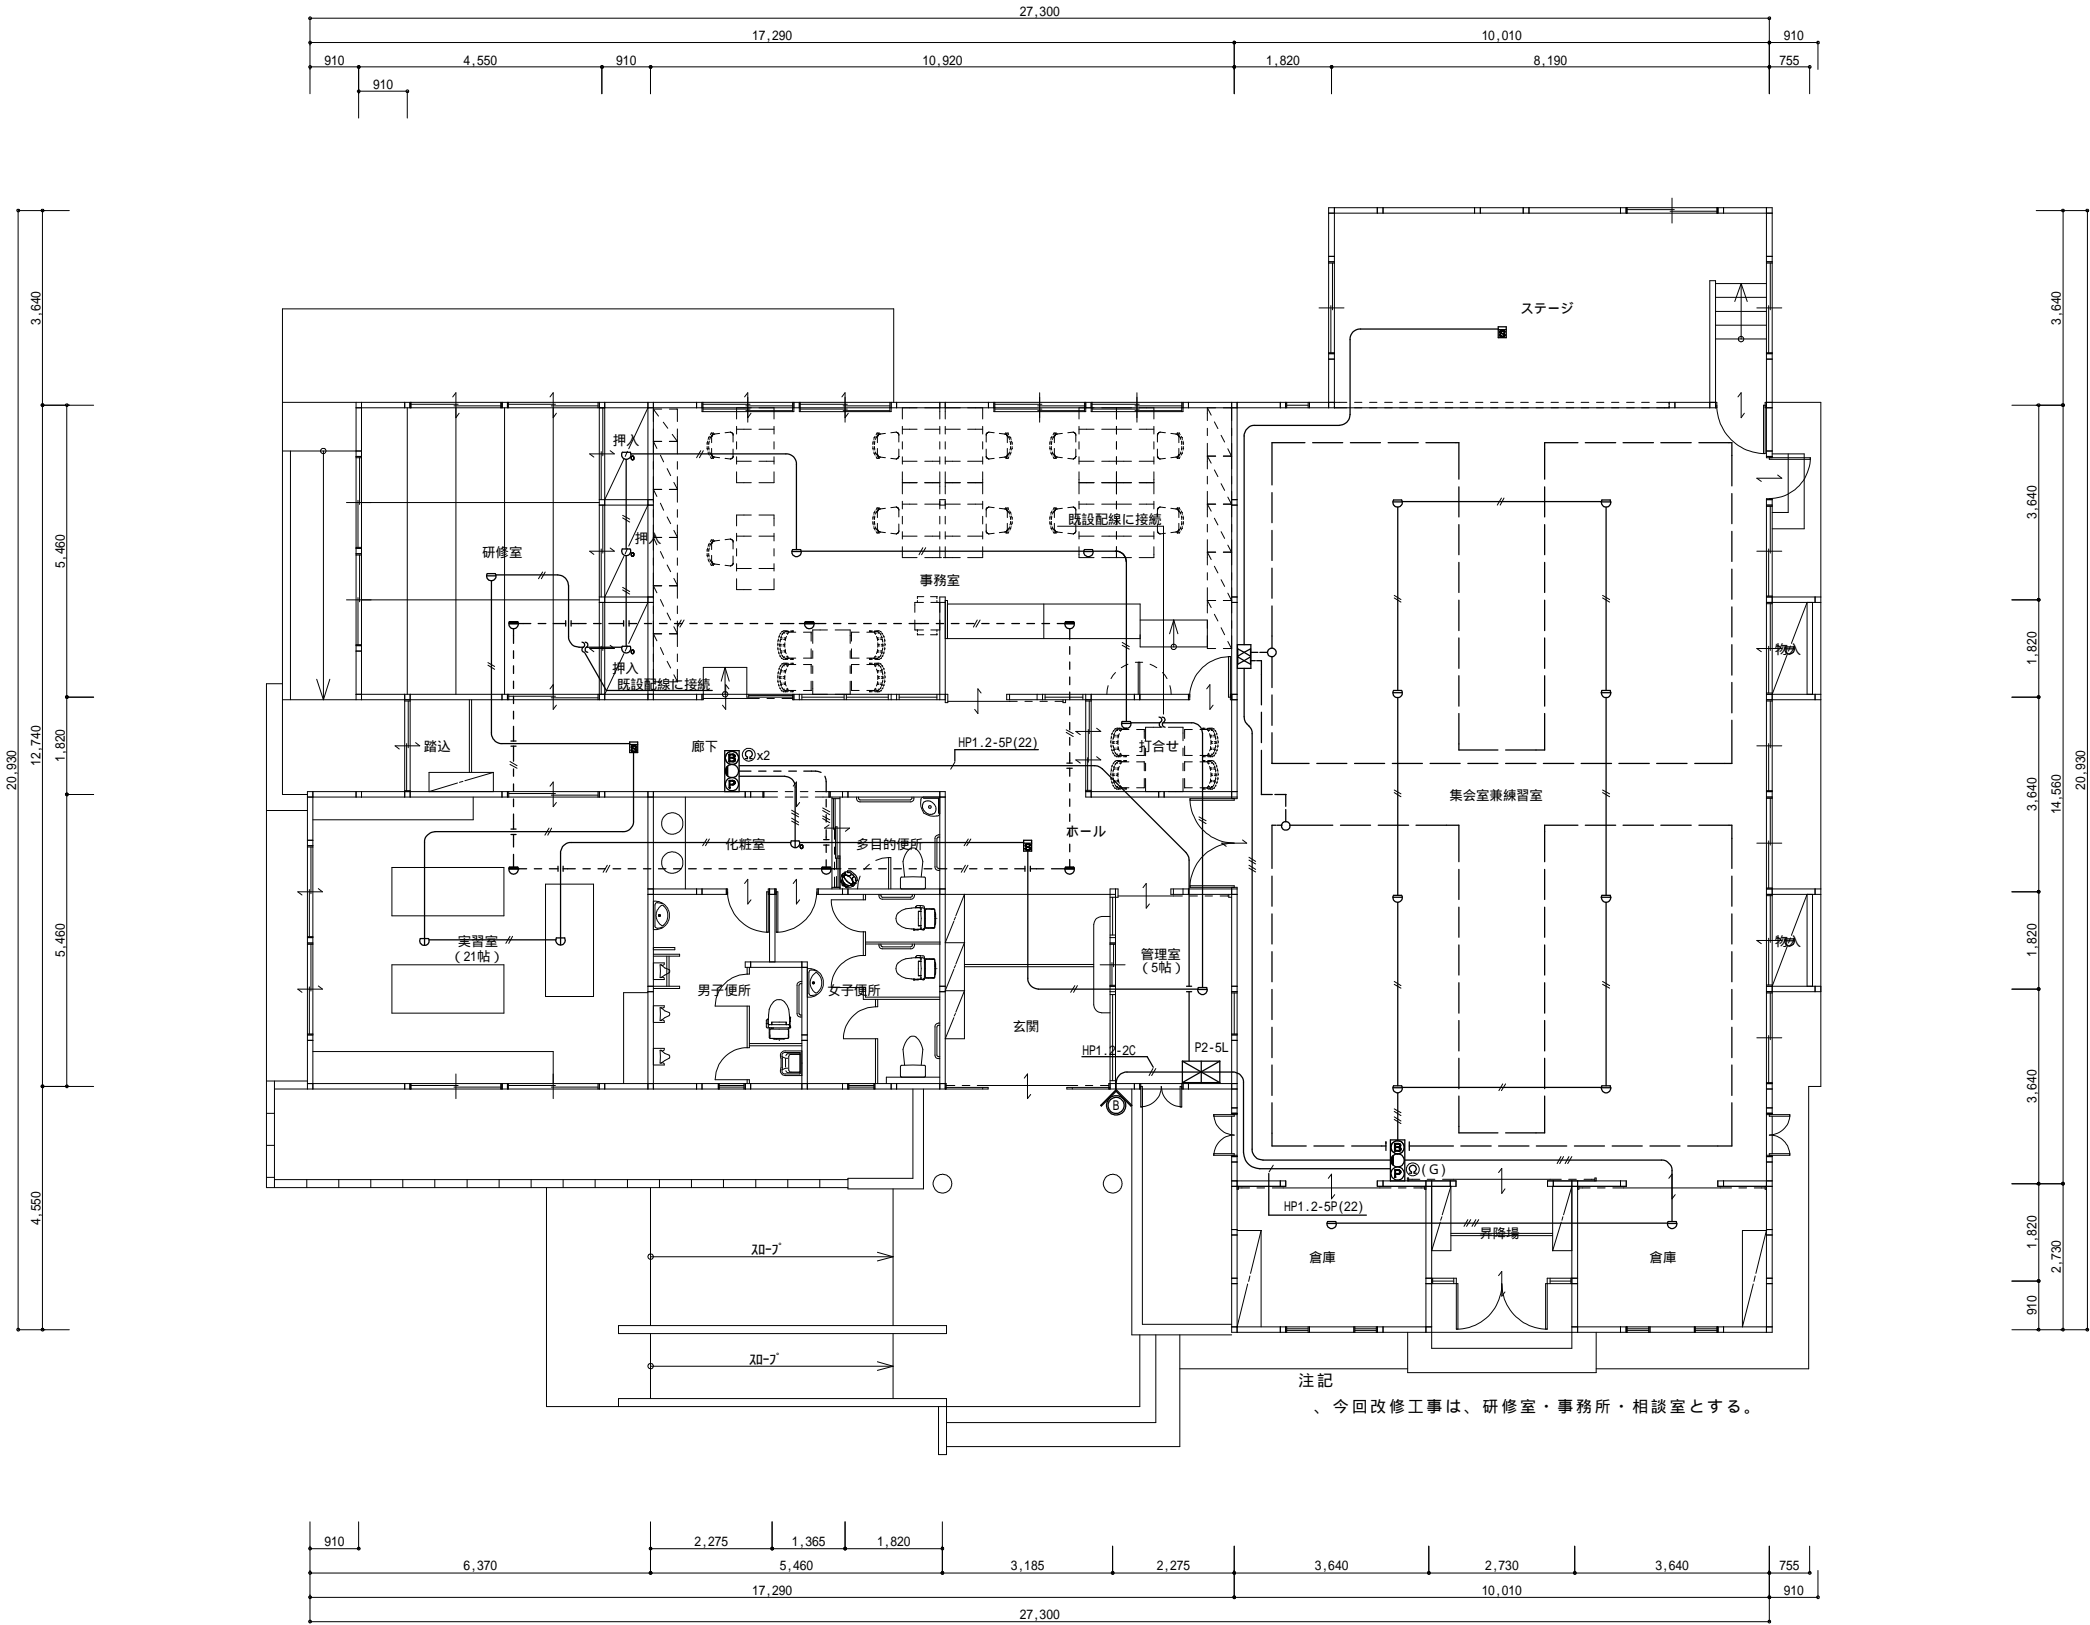 27,300
17,290
10,010
910
910
4,550
910
10,920
1,820
8,190
755
910
3,640
ステージ
3,640
押入
押入
研修室
既設配線に接続
事務室
押入
既設配線に接続
物入
5,460
20,930
12,740
1,820
5,460
4,550
3,640
1,820
3,640
1,820
3,640
1,820
910
14,560
2,730
20,930
踏込
廊下
B
P
Ωx2
HP1.2-5P(22)
打合せ
集会室兼練習室
化粧室
多目的便所
ホール
実習室
(21帖)
管理室
(5帖)
物入
男子便所
女子便所
玄関
HP1.2-2C
P2-5L
B
B
P
Ω(G)
HP1.2-5P(22)
倉庫
昇降場
倉庫
スロープ
スロープ
注記
、今回改修工事は、研修室・事務所・相談室とする。
910
2,275
1,365
1,820
6,370
5,460
3,185
2,275
3,640
2,730
3,640
755
17,290
10,010
910
27,300